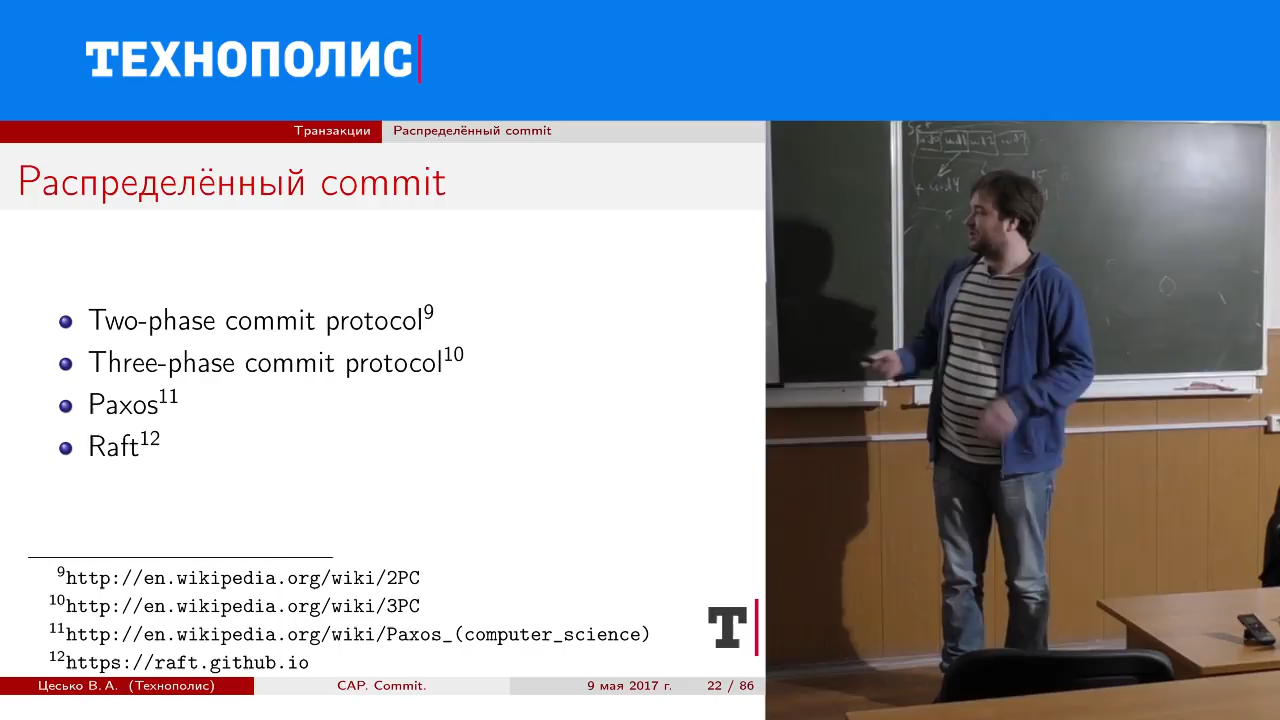 ТЕХНОПОЛИС
Транзакции Распределённый commit
Распределённый commit
Two-phase commit protocol9
Three-phase commit protocol10
Paxos11
Raft12
9http://en.wikipedia.org/wiki/2PC
10http://en.wikipedia.org/wiki/3PC
11http://en.wikipedia.org/wiki/Paxos_(computer_science)
12https://raft.github.io
T
Цесько В. А. (Технополис) CAP. Commit. 9 мая 2017 г. 22 / 86